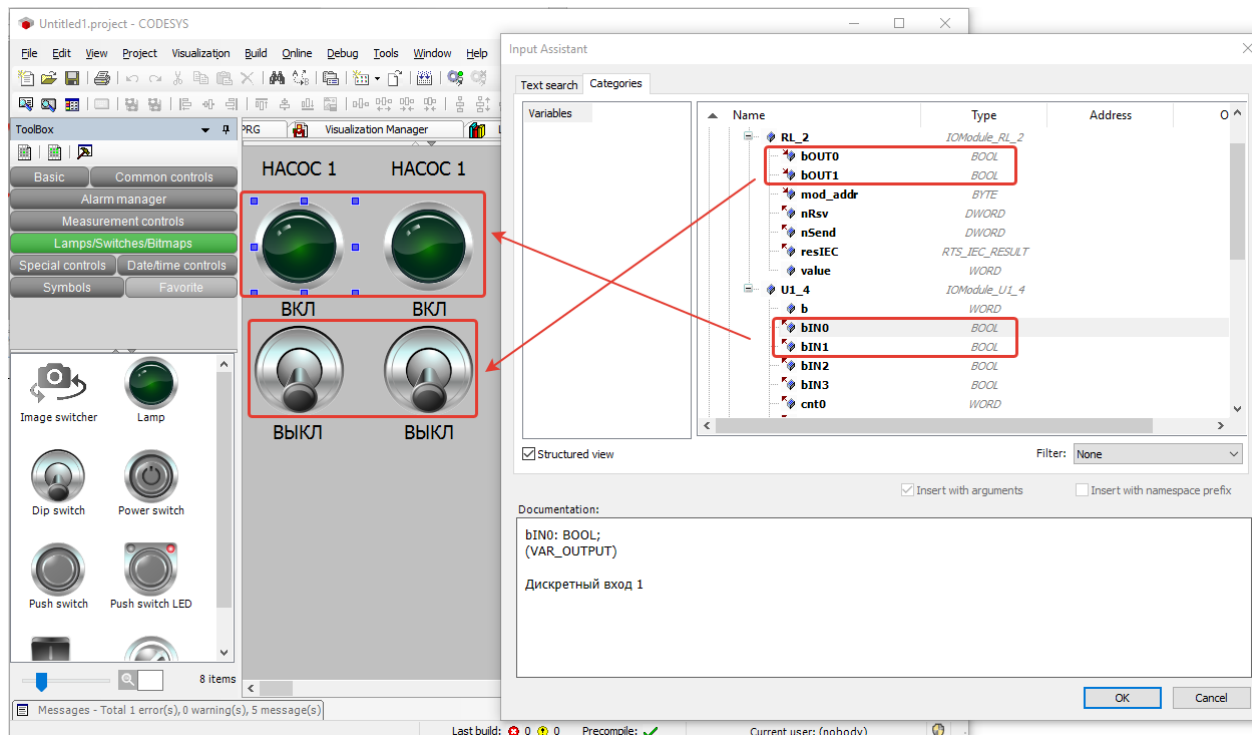 Untitled1.project - CODESYS
File Edit View Project Visualization Build Online Debug Tools Window Help
ToolBox
PRG Visualization Manager
Basic Common controls
Alarm manager
Measurement controls
Lamps/Switches/Bitmaps
Special controls Date/time controls
Symbols Favorite
Image switcher Lamp
Dip switch Power switch
Push switch Push switch LED
8 items
НАСОС 1 НАСОС 1
ВКЛ ВКЛ
ВЫКЛ ВЫКЛ
Messages - Total 1 error(s), 0 warning(s), 5 message(s)
Last build: 0 0 Precompile: Current user: (nobody)
Input Assistant
Text search Categories
Variables
Name Type Address
RL_2 IOModule_RL_2
bOUT0 BOOL
bOUT1 BOOL
mod_addr BYTE
nRsv DWORD
nSend DWORD
resIEC RTS_IEC_RESULT
value WORD
U1_4 IOModule_U1_4
b WORD
bIN0 BOOL
bIN1 BOOL
bIN2 BOOL
bIN3 BOOL
cnt0 WORD
Structured view
Filter: None
Insert with arguments Insert with namespace prefix
Documentation:
bIN0: BOOL;
(VAR_OUTPUT)
Дискретный вход 1
OK Cancel